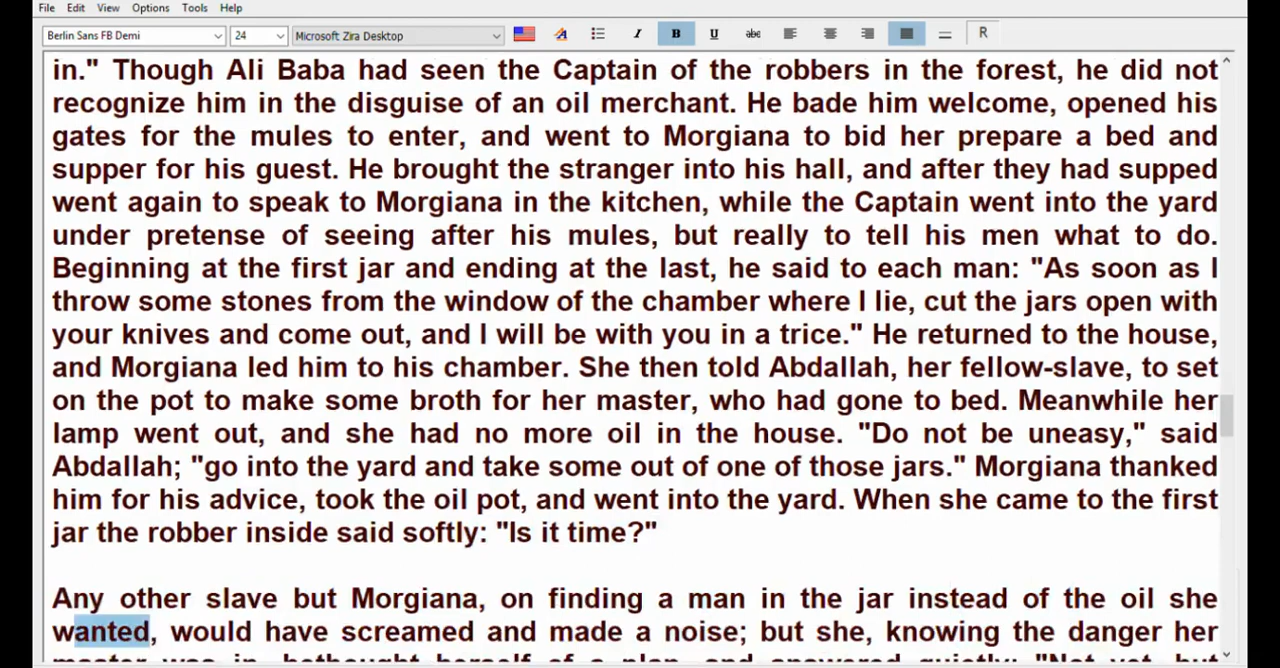 File Edit View Options Tools Help
Berlin Sans FB Demi 24 Microsoft Zira Desktop I B U abc R
in." Though Ali Baba had seen the Captain of the robbers in the forest, he did not
recognize him in the disguise of an oil merchant. He bade him welcome, opened his
gates for the mules to enter, and went to Morgiana to bid her prepare a bed and
supper for his guest. He brought the stranger into his hall, and after they had supped
went again to speak to Morgiana in the kitchen, while the Captain went into the yard
under pretense of seeing after his mules, but really to tell his men what to do.
Beginning at the first jar and ending at the last, he said to each man: "As soon as I
throw some stones from the window of the chamber where I lie, cut the jars open with
your knives and come out, and I will be with you in a trice." He returned to the house,
and Morgiana led him to his chamber. She then told Abdallah, her fellow-slave, to set
on the pot to make some broth for her master, who had gone to bed. Meanwhile her
lamp went out, and she had no more oil in the house. "Do not be uneasy," said
Abdallah; "go into the yard and take some out of one of those jars." Morgiana thanked
him for his advice, took the oil pot, and went into the yard. When she came to the first
jar the robber inside said softly: "Is it time?"
Any other slave but Morgiana, on finding a man in the jar instead of the oil she
wanted, would have screamed and made a noise; but she, knowing the danger her
master was in, bethought herself of a plan, and answered quietly: "Not yet, but